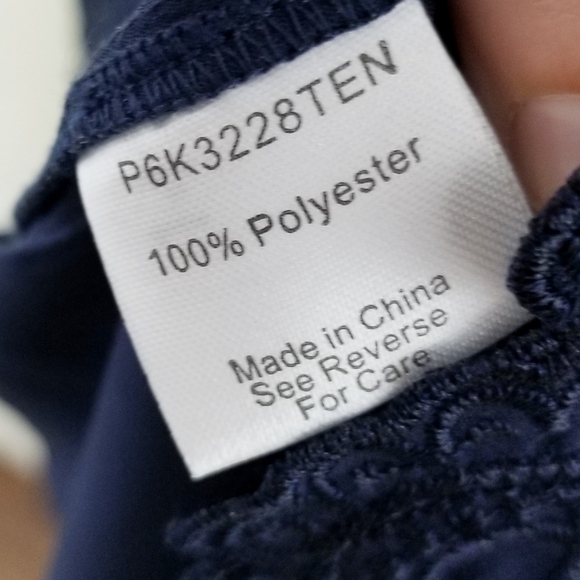 P6K3228TEN
100% Polyester
Made in China
See Reverse
For Care